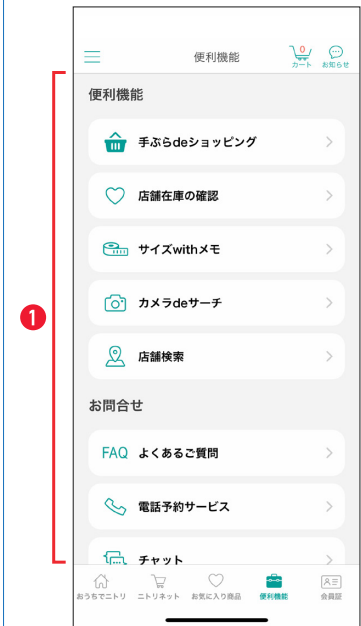 便利機能
0
カート
お知らせ
便利機能
手ぶらdeショッピング
店舗在庫の確認
サイズwithメモ
カメラdeサーチ
1
店舗検索
お問合せ
FAQ よくあるご質問
電話予約サービス
チャット
おうちでニトリ
ニトリネット
お気に入り商品
便利機能
会員証